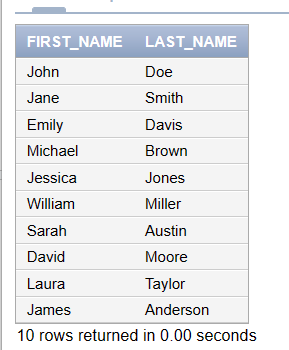 FIRST_NAME LAST_NAME
John Doe
Jane Smith
Emily Davis
Michael Brown
Jessica Jones
William Miller
Sarah Austin
David Moore
Laura Taylor
James Anderson
10 rows returned in 0.00 seconds